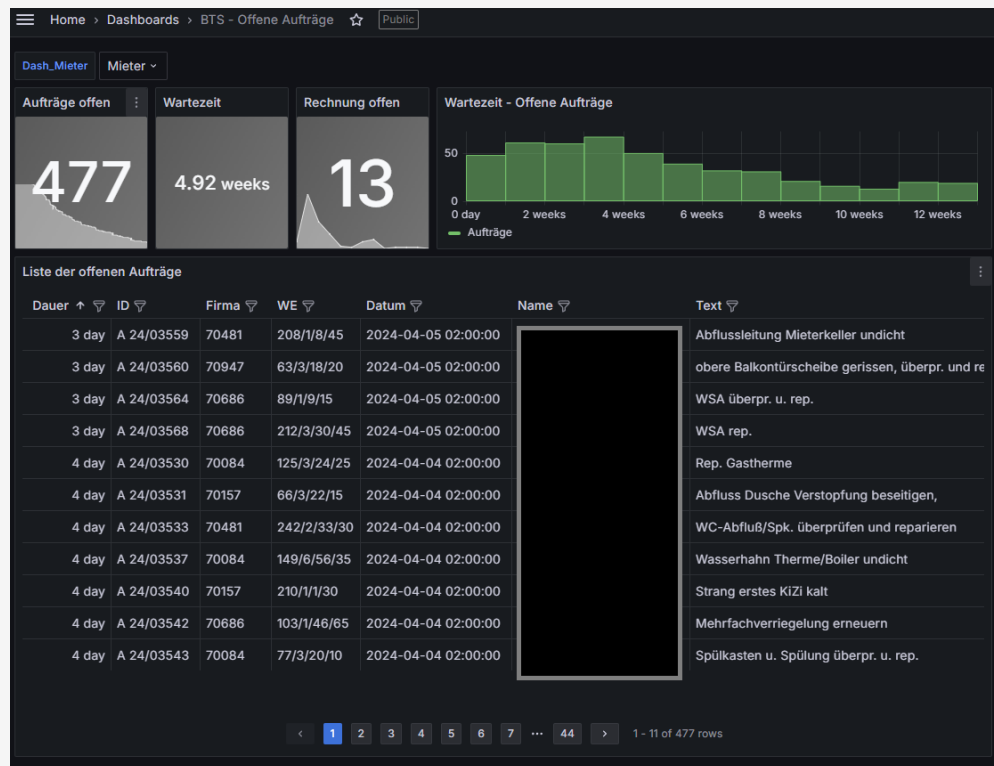 Home › Dashboards › BTS - Offene Aufträge Public
Dash_Mieter Mieter
Aufträge offen
477
Wartezeit
4.92 weeks
Rechnung offen
13
Wartezeit - Offene Aufträge
50
0
0 day 2 weeks 4 weeks 6 weeks 8 weeks 10 weeks 12 weeks
Aufträge
Liste der offenen Aufträge
Dauer ID Firma WE Datum Name Text
3 day A 24/03559 70481 208/1/8/45 2024-04-05 02:00:00 Abflussleitung Mieterkeller undicht
3 day A 24/03560 70947 63/3/18/20 2024-04-05 02:00:00 obere Balkontürscheibe gerissen, überpr. und re
3 day A 24/03564 70686 89/1/9/15 2024-04-05 02:00:00 WSA überpr. u. rep.
3 day A 24/03568 70686 212/3/30/45 2024-04-05 02:00:00 WSA rep.
4 day A 24/03530 70084 125/3/24/25 2024-04-04 02:00:00 Rep. Gastherme
4 day A 24/03531 70157 66/3/22/15 2024-04-04 02:00:00 Abfluss Dusche Verstopfung beseitigen,
4 day A 24/03533 70481 242/2/33/30 2024-04-04 02:00:00 WC-Abfluß/Spk. überprüfen und reparieren
4 day A 24/03537 70084 149/6/56/35 2024-04-04 02:00:00 Wasserhahn Therme/Boiler undicht
4 day A 24/03540 70157 210/1/1/30 2024-04-04 02:00:00 Strang erstes KiZi kalt
4 day A 24/03542 70686 103/1/46/65 2024-04-04 02:00:00 Mehrfachverriegelung erneuern
4 day A 24/03543 70084 77/3/20/10 2024-04-04 02:00:00 Spülkasten u. Spülung überpr. u. rep.
‹ 1 2 3 4 5 6 7 ··· 44 › 1 - 11 of 477 rows